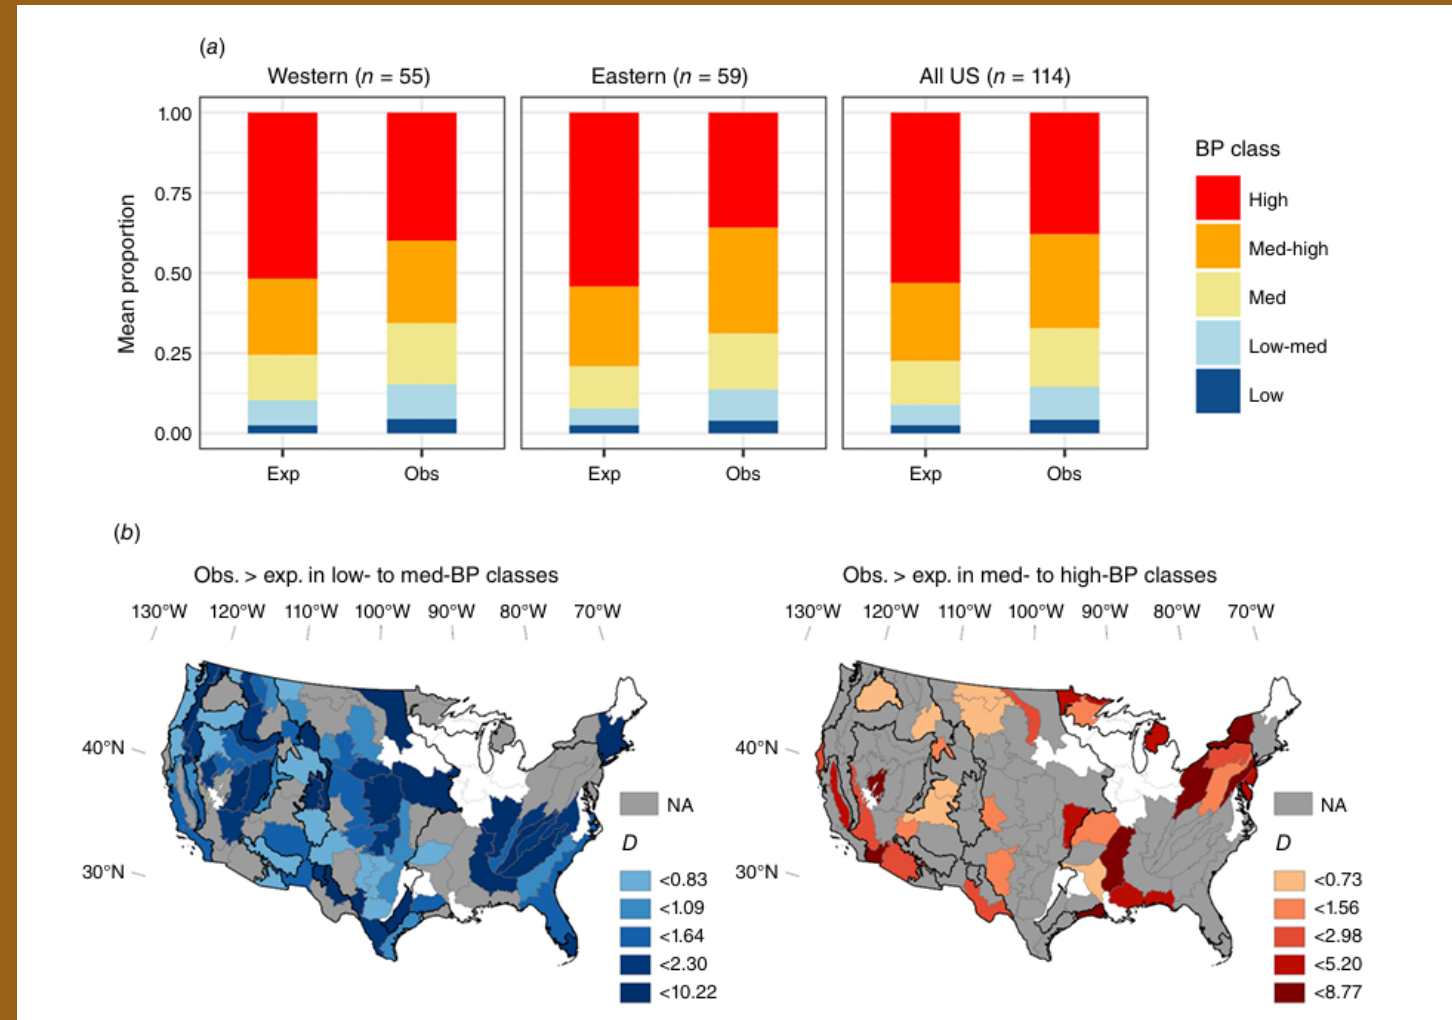 (a)
Western (n = 55)
Eastern (n = 59)
All US (n = 114)
Mean proportion
1.00
0.75
0.50
0.25
0.00
Exp
Obs
Exp
Obs
Exp
Obs
BP class
High
Med-high
Med
Low-med
Low
(b)
Obs. > exp. in low- to med-BP classes
130°W 120°W 110°W 100°W 90°W 80°W 70°W
40°N
30°N
NA
D
<0.83
<1.09
<1.64
<2.30
<10.22
Obs. > exp. in med- to high-BP classes
130°W 120°W 110°W 100°W 90°W 80°W 70°W
40°N
30°N
NA
D
<0.73
<1.56
<2.98
<5.20
<8.77